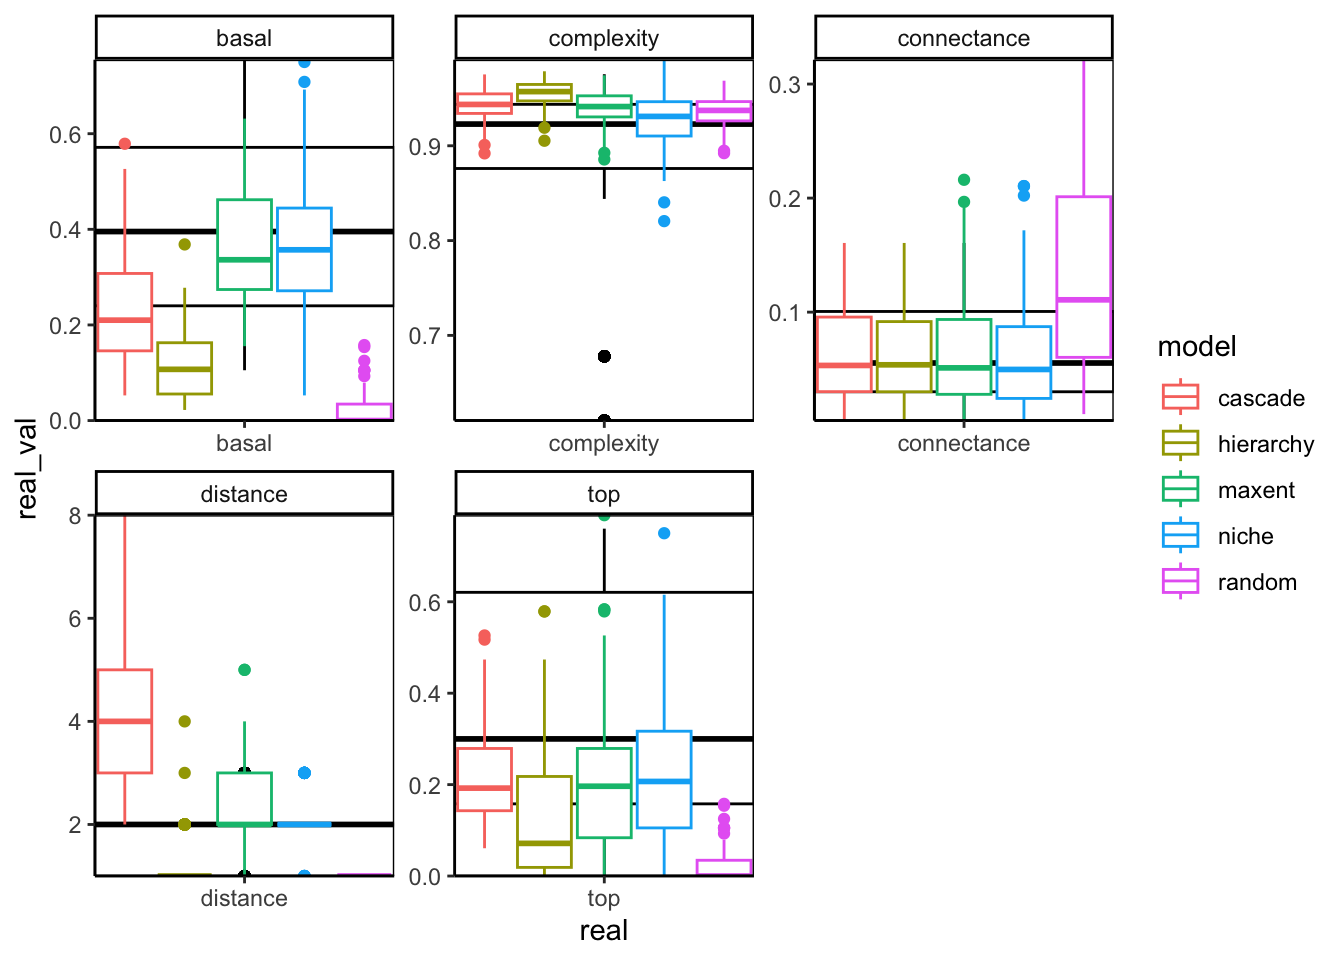 basal
complexity
connectance
0.6
0.4
0.2
0.0
0.9
0.8
0.7
0.3
0.2
0.1
basal
complexity
connectance
real_val
distance
top
8
6
4
2
0.6
0.4
0.2
0.0
distance
top
real
model
cascade
hierarchy
maxent
niche
random